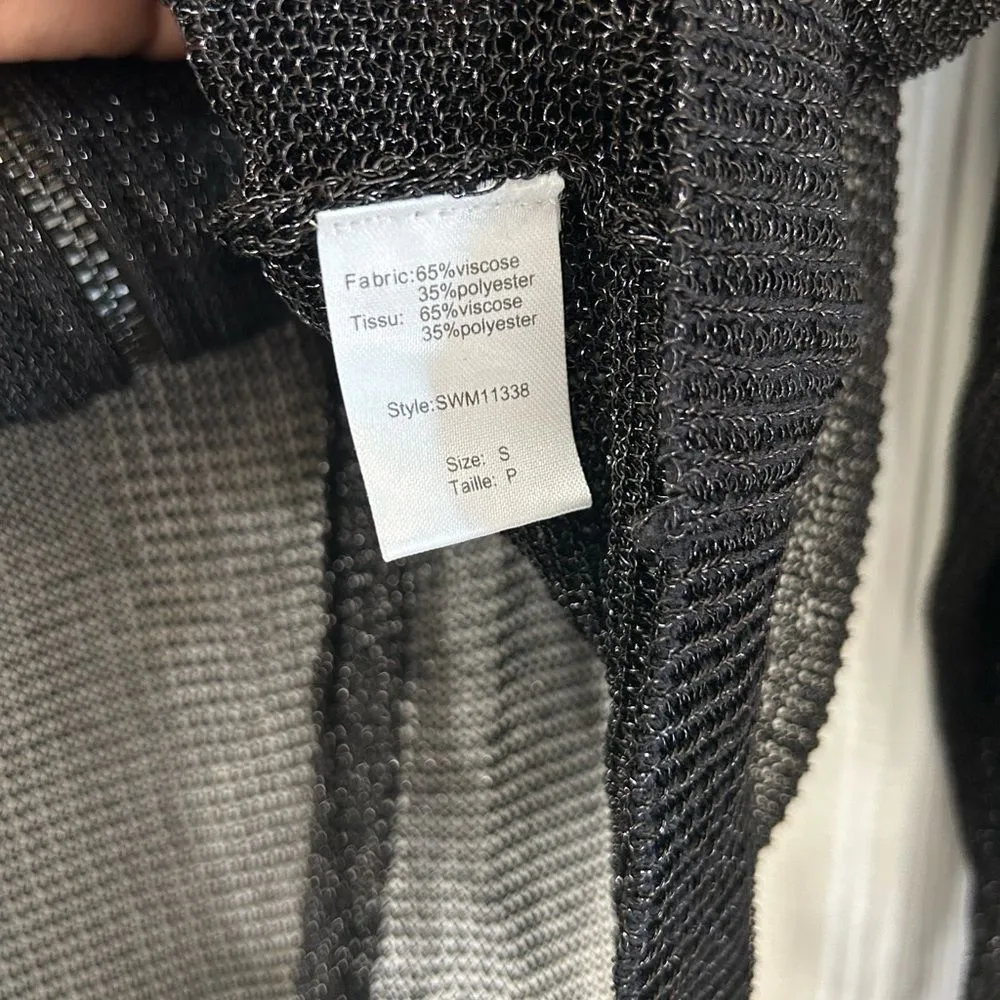 Fabric:65%viscose
35%polyester
Tissu: 65%viscose
35%polyester
Style:SWM11338
Size: S
Taille: P